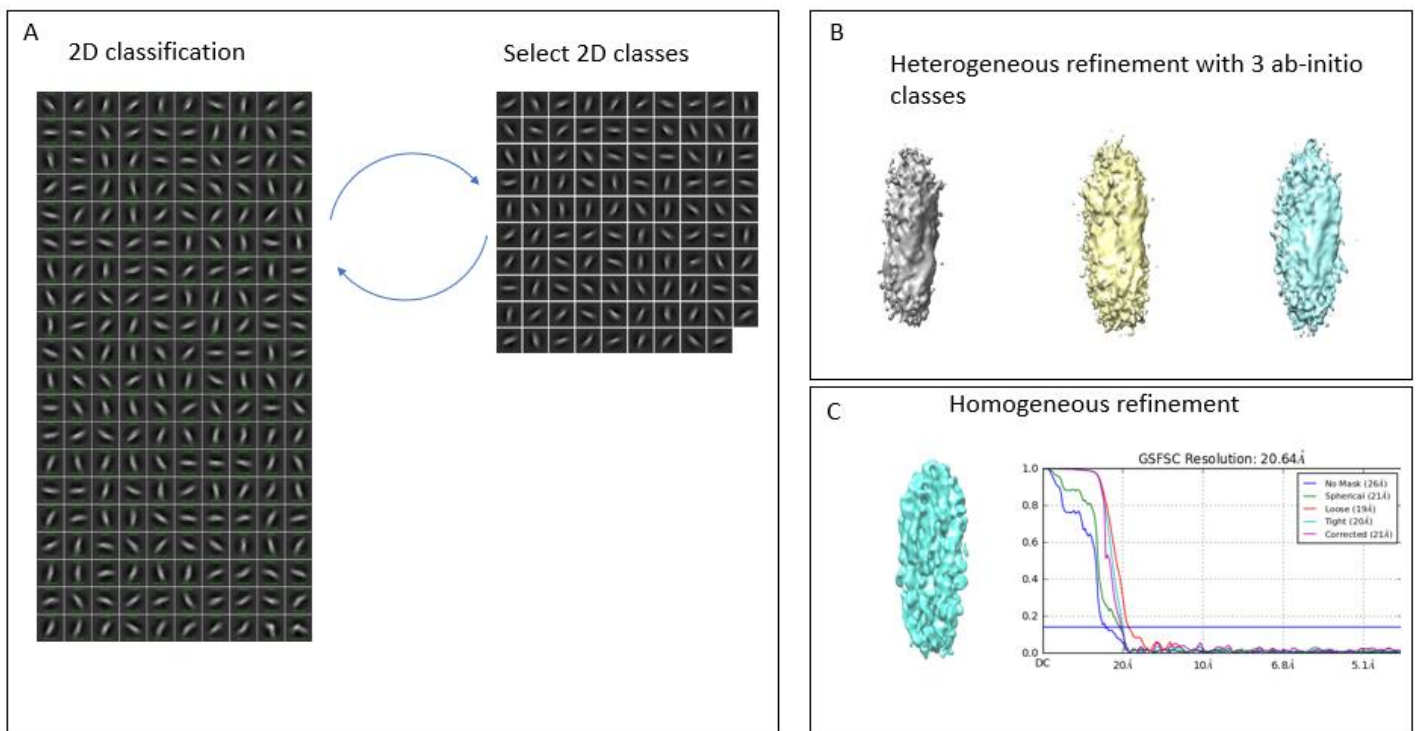 A
2D classification
Select 2D classes
B
Heterogeneous refinement with 3 ab-initio
classes
C
Homogeneous refinement
GSFSC Resolution: 20.64Å
1.0
0.8
0.6
0.4
0.2
0.0
No Mask (26Å)
Spherical (21Å)
Loose (19Å)
Tight (20Å)
Corrected (21Å)
DC
20Å
10Å
6.8Å
5.1Å